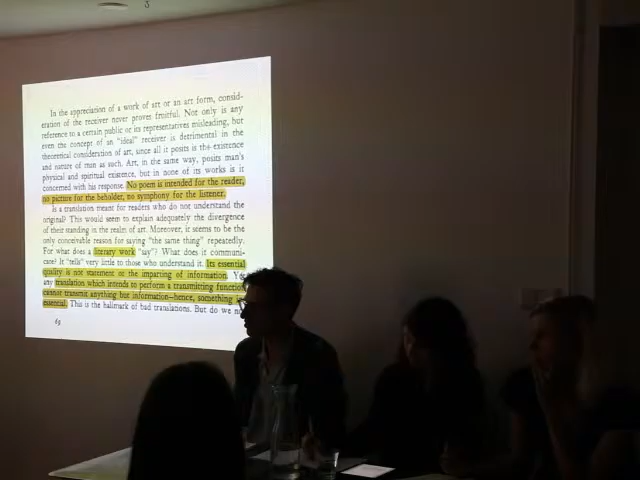 In the appreciation of a work of art or an art form, consid-
eration of the receiver never proves fruitful. Not only is any
reference to a certain public or its representatives misleading, but
even the concept of an "ideal" receiver is detrimental in the
theoretical consideration of art, since all it posits is the existence
and nature of man as such. Art, in the same way, posits man's
physical and spiritual existence, but in none of its works is it
concerned with his response. No poem is intended for the reader,
no picture for the beholder, no symphony for the listener.
Is a translation meant for readers who do not understand the
original? This would seem to explain adequately the divergence
of their standing in the realm of art. Moreover, it seems to be the
only conceivable reason for saying "the same thing" repeatedly.
For what does a literary work "say"? What does it communi-
cate? It "tells" very little to those who understand it. Its essential
quality is not statement or the imparting of information. Yet
any translation which intends to perform a transmitting function
cannot transmit anything but information—hence, something
essential. This is the hallmark of bad translations. But do we
69